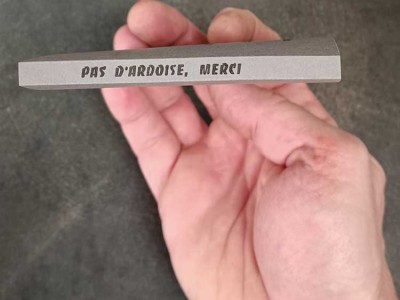 PAS D'ARDOISE, MERCI